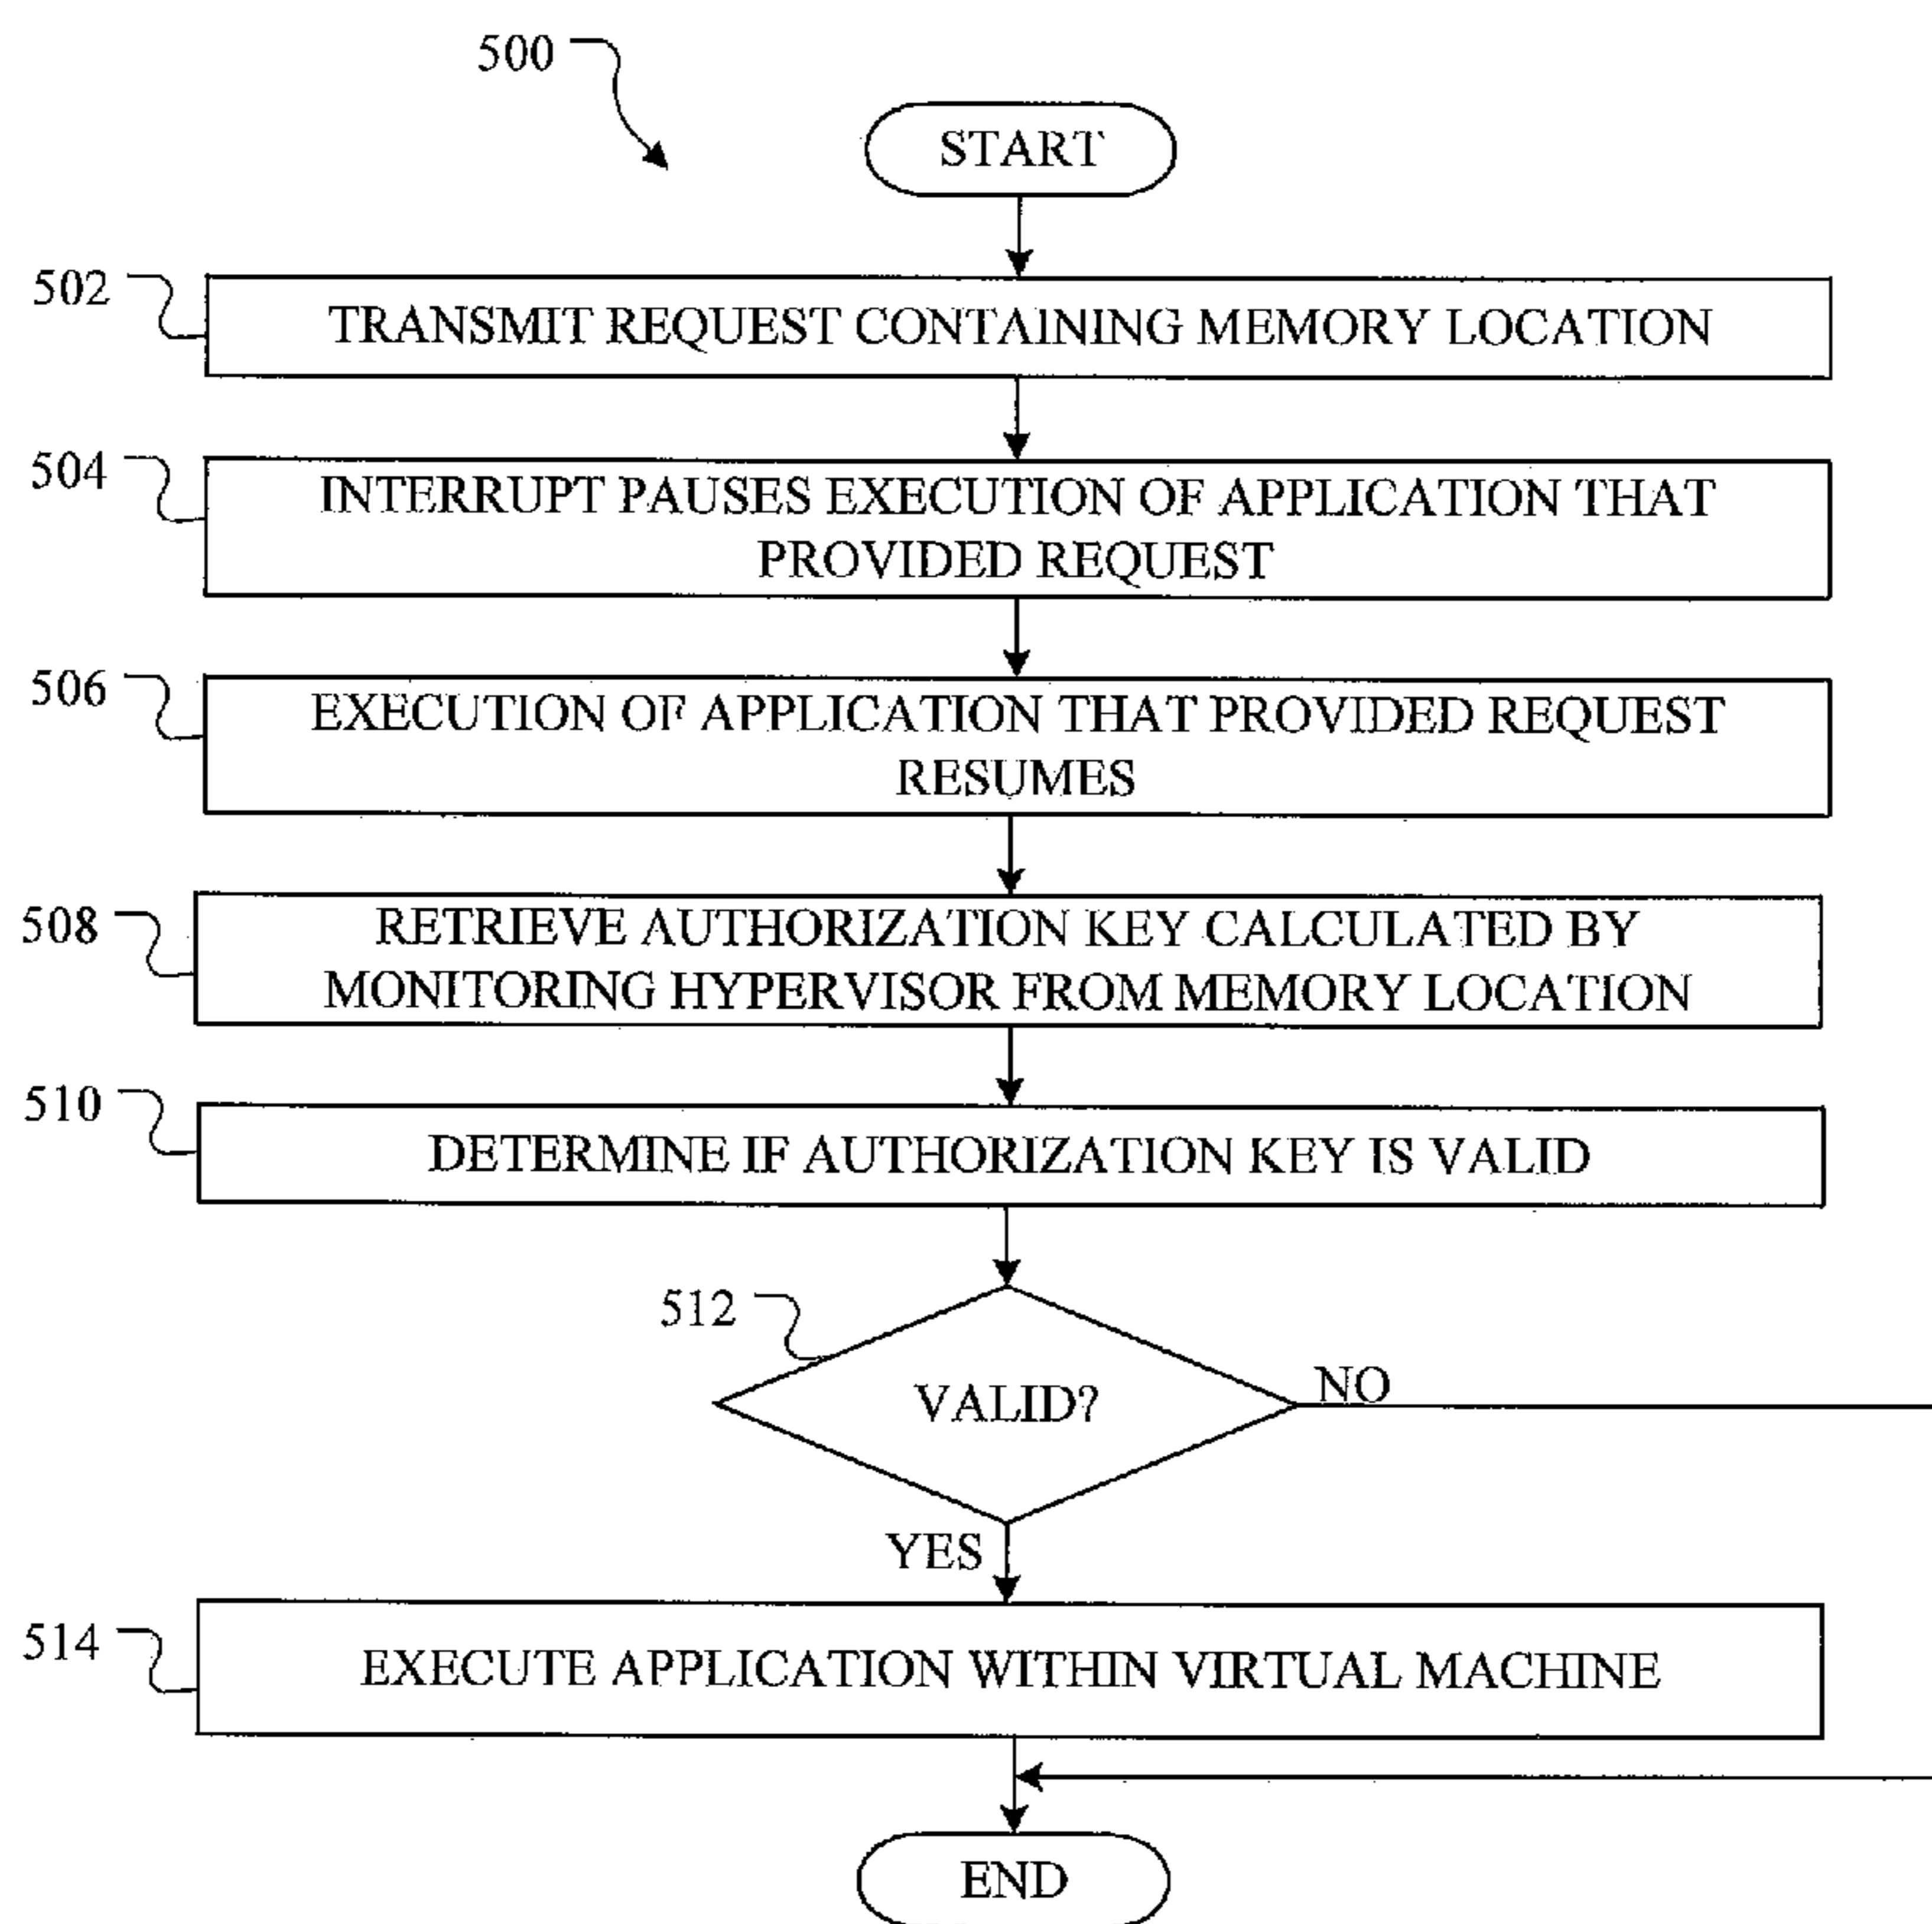 500
START
502
TRANSMIT REQUEST CONTAINING MEMORY LOCATION
504
INTERRUPT PAUSES EXECUTION OF APPLICATION THAT
PROVIDED REQUEST
506
EXECUTION OF APPLICATION THAT PROVIDED REQUEST
RESUMES
508
RETRIEVE AUTHORIZATION KEY CALCULATED BY
MONITORING HYPERVISOR FROM MEMORY LOCATION
510
DETERMINE IF AUTHORIZATION KEY IS VALID
512
VALID?
NO
YES
514
EXECUTE APPLICATION WITHIN VIRTUAL MACHINE
END